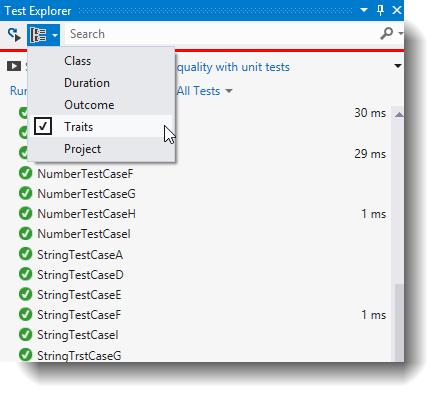 Test Explorer
Search
Class
Duration
Outcome
Traits
Project
quality with unit tests
Run
All Tests
30 ms
29 ms
NumberTestCaseF
NumberTestCaseG
NumberTestCaseH 1 ms
NumberTestCaseI
StringTestCaseA
StringTestCaseD
StringTestCaseE
StringTestCaseF 1 ms
StringTestCaseI
StringTrstCaseG